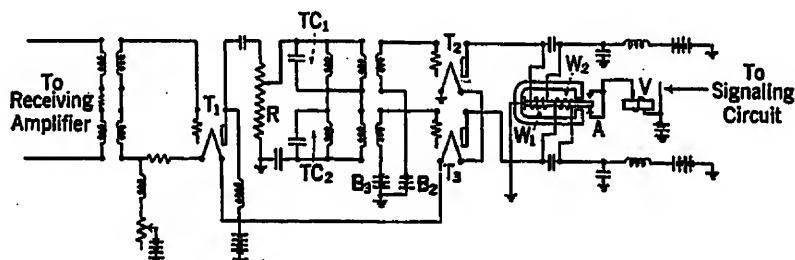 TC1
T2
W2
To
Receiving
Amplifier
T1
R
V
To
Signaling
Circuit
W1
A
TC2
B3
B2
T3